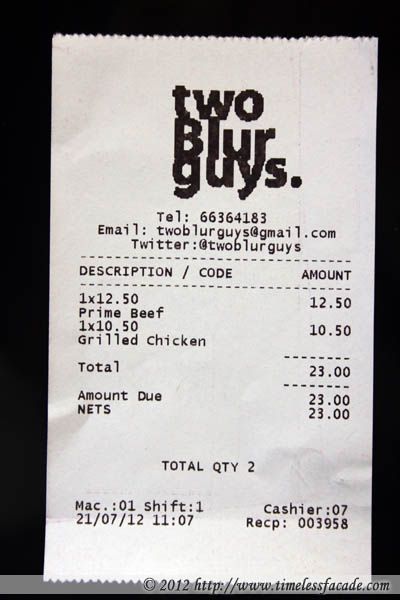 two
Blur
guys.
Tel: 66364183
Email: twoblurguys@gmail.com
Twitter:@twoblurguys
DESCRIPTION / CODE AMOUNT
1x12.50 12.50
Prime Beef
1x10.50 10.50
Grilled Chicken
Total 23.00
Amount Due 23.00
NETS 23.00
TOTAL QTY 2
Mac.:01 Shift:1 Cashier:07
21/07/12 11:07 Recp: 003958
© 2012 http://www.timelessfacade.com